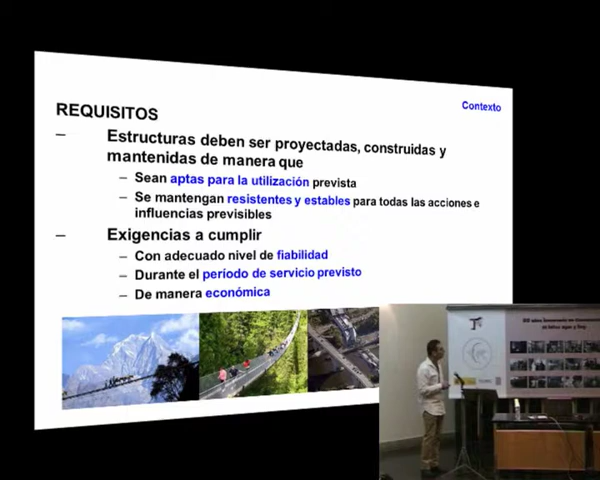 Contexto
REQUISITOS
– Estructuras deben ser proyectadas, construidas y
mantenidas de manera que
– Sean aptas para la utilización prevista
– Se mantengan resistentes y estables para todas las acciones e
influencias previsibles
– Exigencias a cumplir
– Con adecuado nivel de fiabilidad
– Durante el período de servicio previsto
– De manera económica